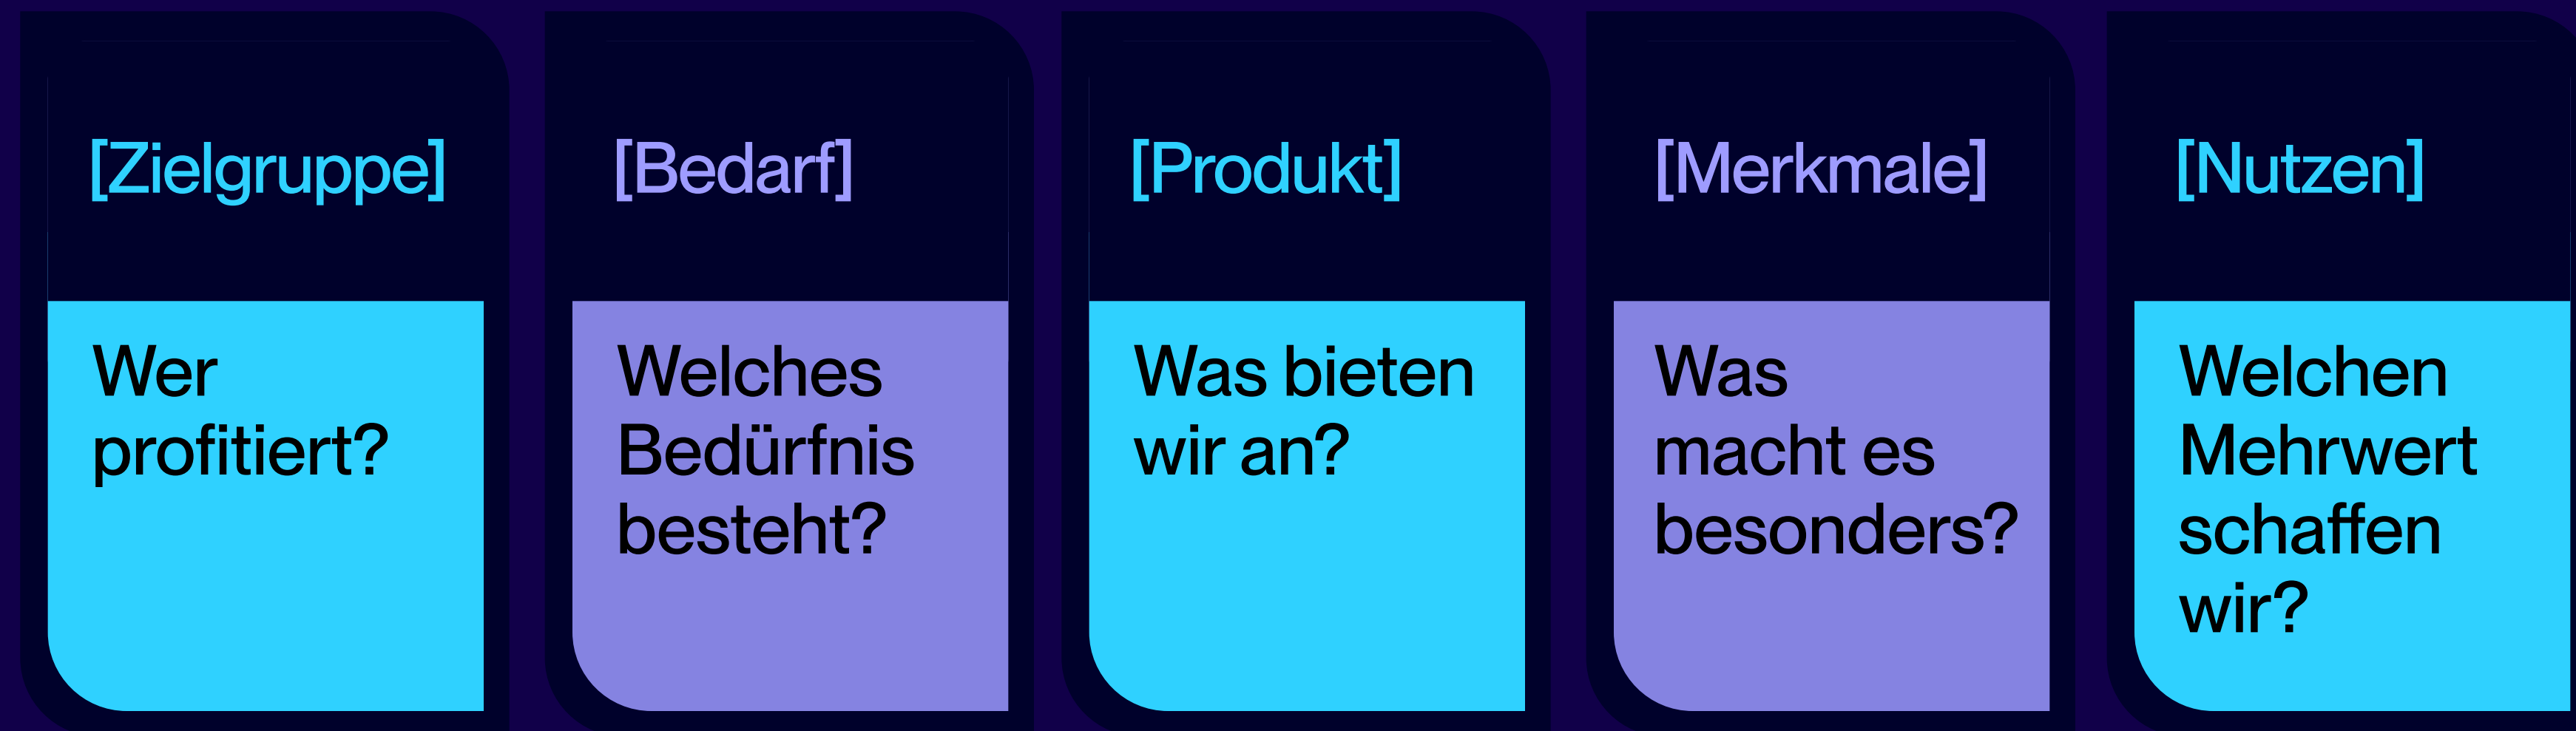 [Zielgruppe]
Wer
profitiert?
[Bedarf]
Welches
Bedürfnis
besteht?
[Produkt]
Was bieten
wir an?
[Merkmale]
Was
macht es
besonders?
[Nutzen]
Welchen
Mehrwert
schaffen
wir?